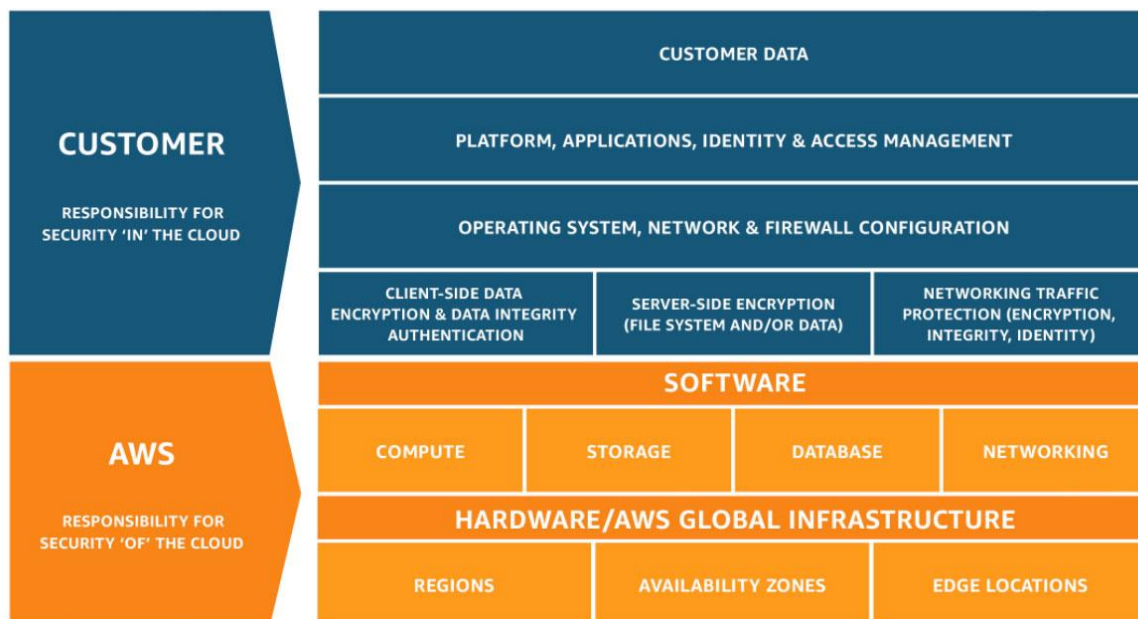 CUSTOMER
RESPONSIBILITY FOR
SECURITY ‘IN’ THE CLOUD
CUSTOMER DATA
PLATFORM, APPLICATIONS, IDENTITY & ACCESS MANAGEMENT
OPERATING SYSTEM, NETWORK & FIREWALL CONFIGURATION
CLIENT-SIDE DATA
ENCRYPTION & DATA INTEGRITY
AUTHENTICATION
SERVER-SIDE ENCRYPTION
(FILE SYSTEM AND/OR DATA)
NETWORKING TRAFFIC
PROTECTION (ENCRYPTION,
INTEGRITY, IDENTITY)
AWS
RESPONSIBILITY FOR
SECURITY ‘OF’ THE CLOUD
SOFTWARE
COMPUTE
STORAGE
DATABASE
NETWORKING
HARDWARE/AWS GLOBAL INFRASTRUCTURE
REGIONS
AVAILABILITY ZONES
EDGE LOCATIONS